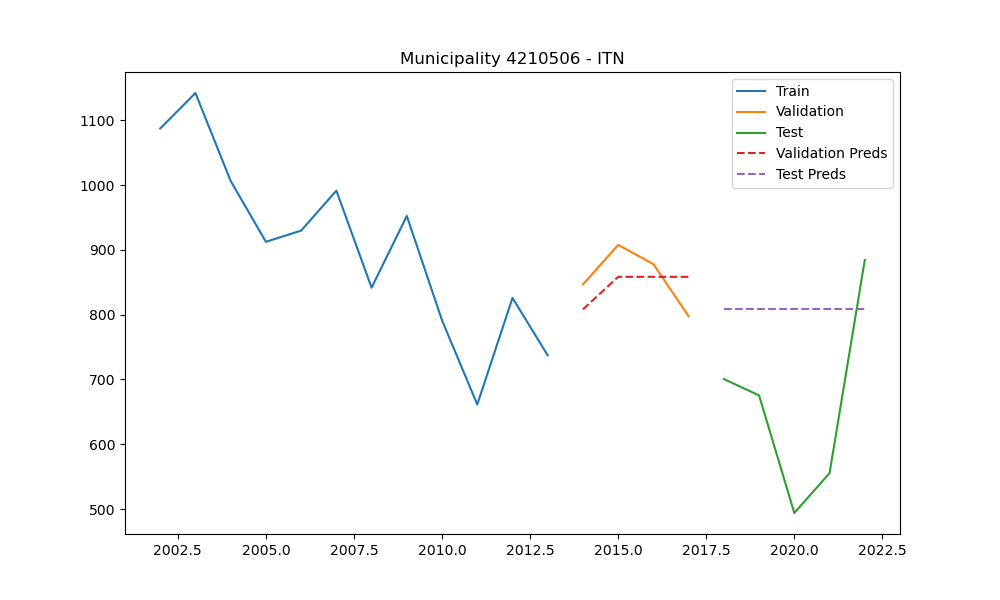 Municipality 4210506 - ITN
Train
Validation
Test
Validation Preds
Test Preds
1100
1000
900
800
700
600
500
2002.5 2005.0 2007.5 2010.0 2012.5 2015.0 2017.5 2020.0 2022.5